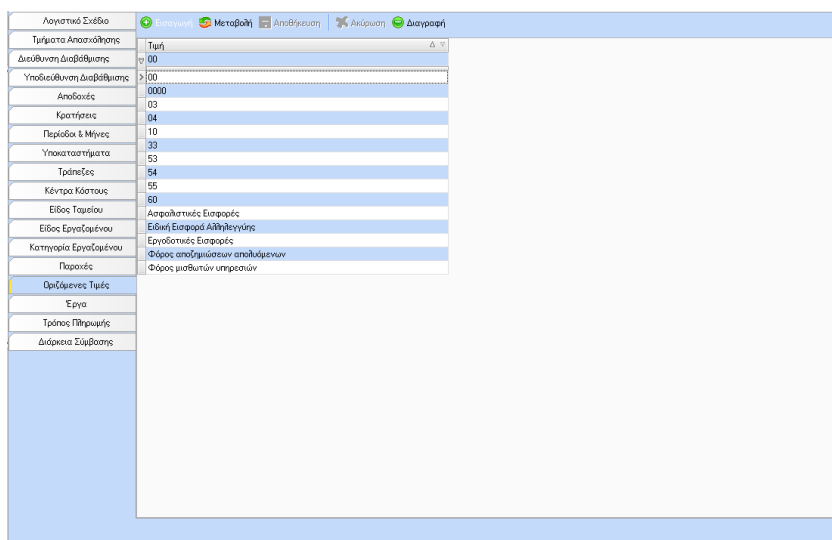 Εισαγωγή Μεταβολή Αποθήκευση Ακύρωση Διαγραφή
Λογιστικό Σχέδιο
Τμήματα Απασχόλησης
Διεύθυνση Διαβάθμισης
Υποδιεύθυνση Διαβάθμισης
Αποδοχές
Κρατήσεις
Περίοδοι & Μήνες
Υποκαταστήματα
Τράπεζες
Κέντρα Κόστους
Είδος Ταμείου
Είδος Εργαζομένου
Κατηγορία Εργαζομένου
Παροχές
Οριζόμενες Τιμές
Έργα
Τρόπος Πληρωμής
Διάρκεια Σύμβασης
Τιμή
00
00
0000
03
04
10
33
53
54
55
60
Ασφαλιστικές Εισφορές
Ειδική Εισφορά Αλληλεγγύης
Εργοδοτικές Εισφορές
Φόρος αποζημιώσεων απολυόμενων
Φόρος μισθωτών υπηρεσιών